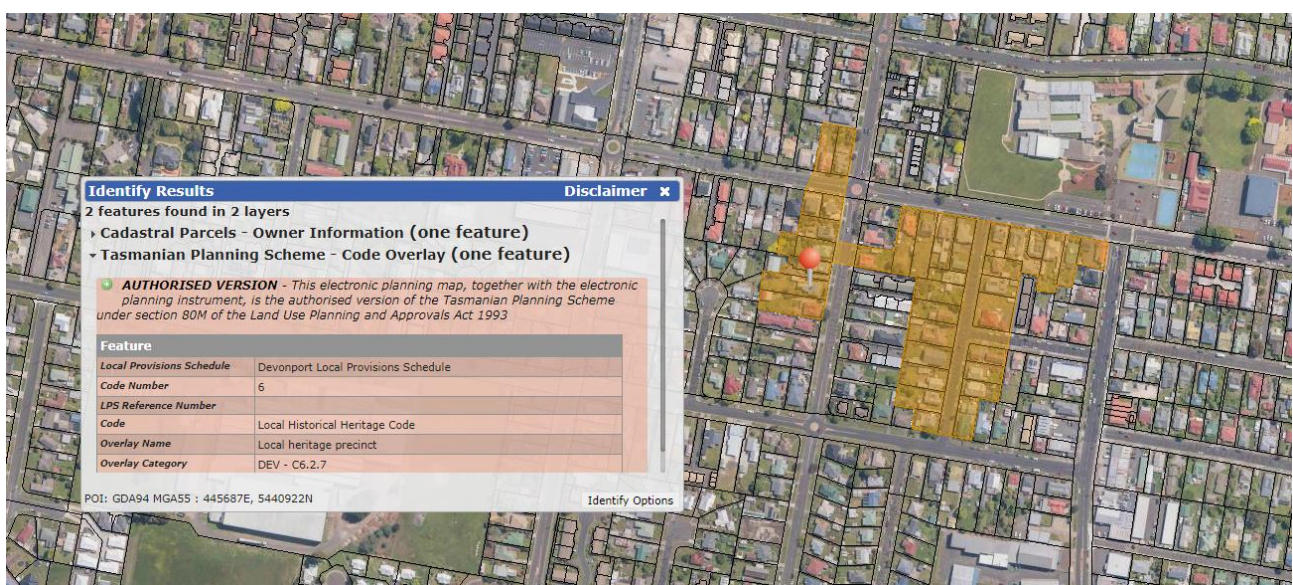 Identify Results Disclaimer ×
2 features found in 2 layers
Cadastral Parcels - Owner Information (one feature)
Tasmanian Planning Scheme - Code Overlay (one feature)
AUTHORISED VERSION - This electronic planning map, together with the electronic
planning instrument, is the authorised version of the Tasmanian Planning Scheme
under section 80M of the Land Use Planning and Approvals Act 1993
Feature
Local Provisions Schedule Devonport Local Provisions Schedule
Code Number 6
LPS Reference Number
Code Local Historical Heritage Code
Overlay Name Local heritage precinct
Overlay Category DEV - C6.2.7
POI: GDA94 MGA55 : 445687E, 5440922N Identify Options